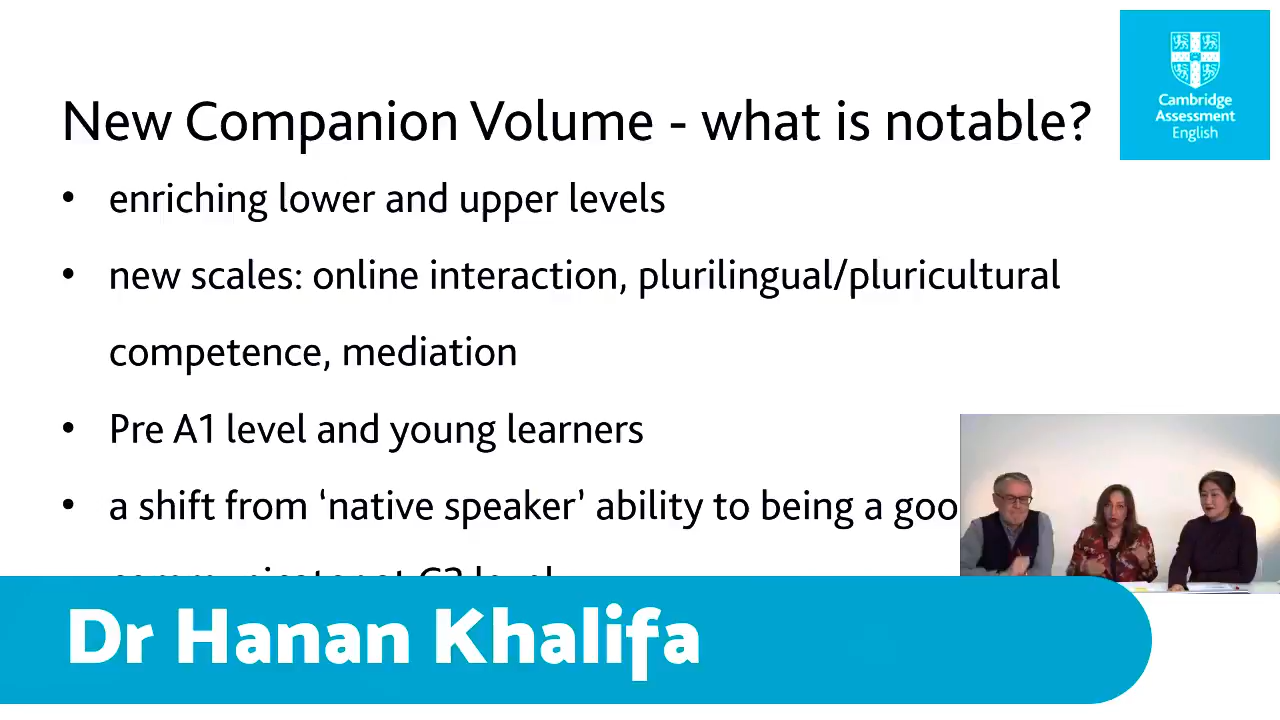 New Companion Volume - what is notable?
• enriching lower and upper levels
• new scales: online interaction, plurilingual/pluricultural
competence, mediation
• Pre A1 level and young learners
• a shift from ‘native speaker’ ability to being a goo
Dr Hanan Khalifa
Cambridge
Assessment
English